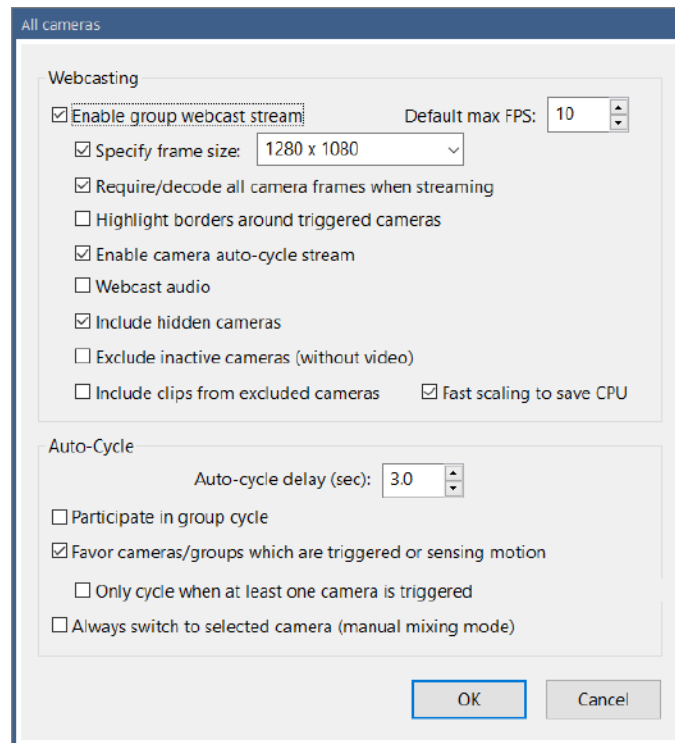 All cameras
Webcasting
Enable group webcast stream Default max FPS: 10
Specify frame size: 1280 x 1080
Require/decode all camera frames when streaming
Highlight borders around triggered cameras
Enable camera auto-cycle stream
Webcast audio
Include hidden cameras
Exclude inactive cameras (without video)
Include clips from excluded cameras Fast scaling to save CPU
Auto-Cycle
Auto-cycle delay (sec): 3.0
Participate in group cycle
Favor cameras/groups which are triggered or sensing motion
Only cycle when at least one camera is triggered
Always switch to selected camera (manual mixing mode)
OK Cancel